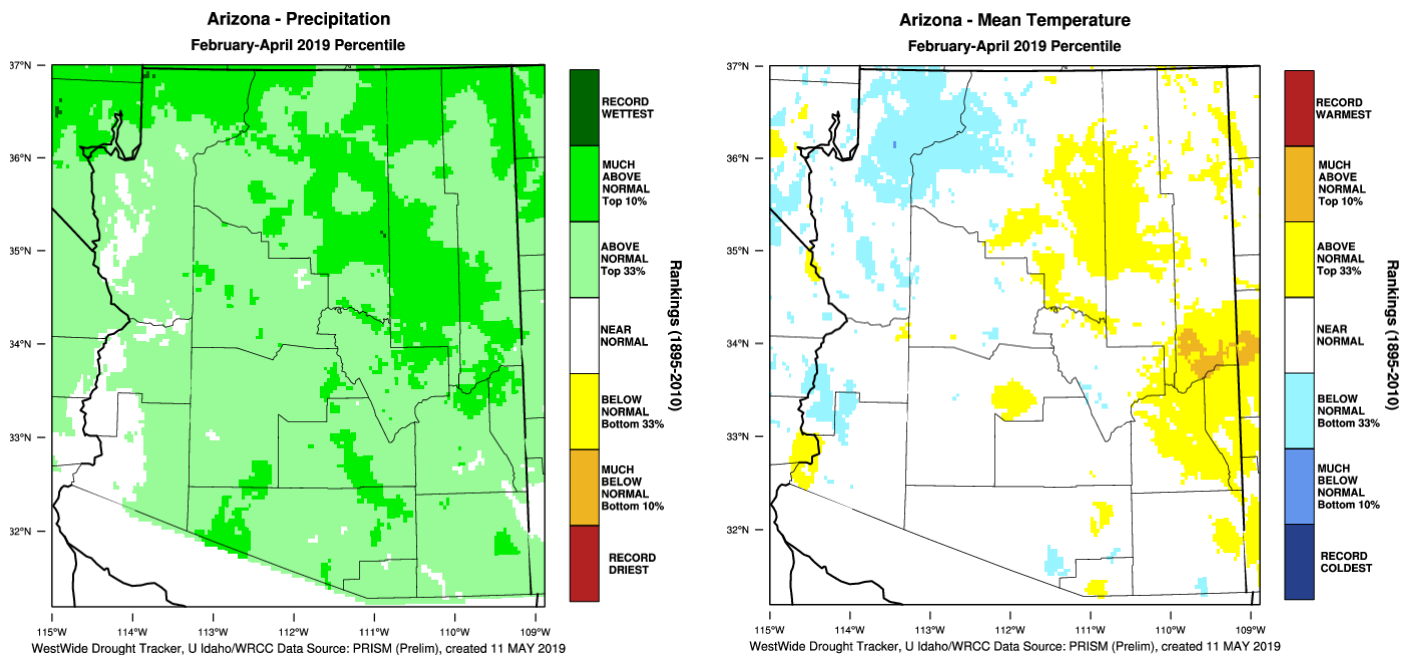 Arizona - Precipitation
February-April 2019 Percentile
37°N
36°N
35°N
34°N
33°N
32°N
115°W
114°W
113°W
112°W
111°W
110°W
109°W
RECORD
WETTEST
MUCH
ABOVE
NORMAL
Top 10%
ABOVE
NORMAL
Top 33%
NEAR
NORMAL
BELOW
NORMAL
Bottom 33%
MUCH
BELOW
NORMAL
Bottom 10%
RECORD
DRIEST
Rankings (1895-2010)
WestWide Drought Tracker, U Idaho/WRCC Data Source: PRISM (Prelim), created 11 MAY 2019
Arizona - Mean Temperature
February-April 2019 Percentile
37°N
36°N
35°N
34°N
33°N
32°N
115°W
114°W
113°W
112°W
111°W
110°W
109°W
RECORD
WARMEST
MUCH
ABOVE
NORMAL
Top 10%
ABOVE
NORMAL
Top 33%
NEAR
NORMAL
BELOW
NORMAL
Bottom 33%
MUCH
BELOW
NORMAL
Bottom 10%
RECORD
COLDEST
Rankings (1895-2010)
WestWide Drought Tracker, U Idaho/WRCC Data Source: PRISM (Prelim), created 11 MAY 2019